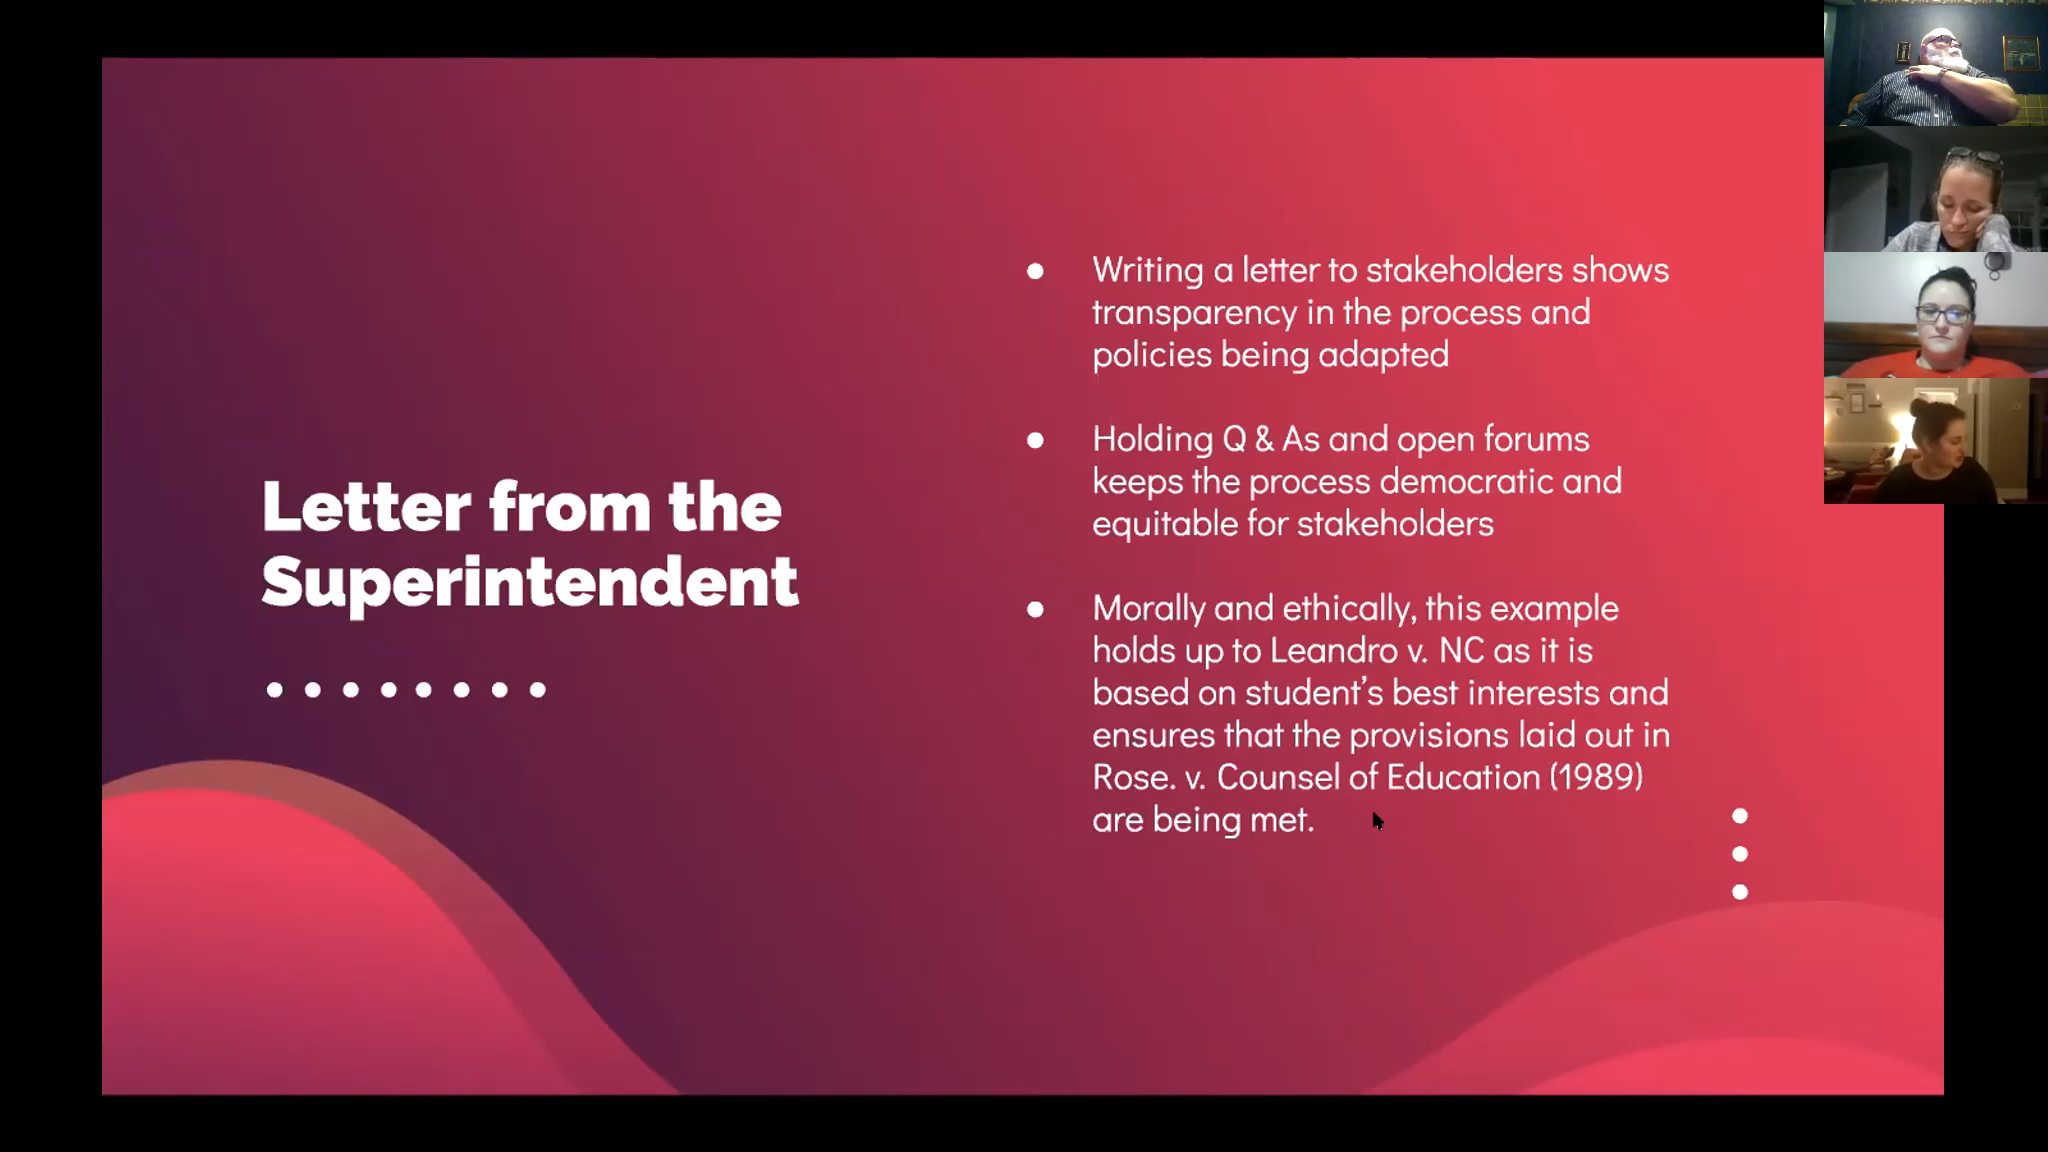 Letter from the
Superintendent
Writing a letter to stakeholders shows
transparency in the process and
policies being adapted
Holding Q & As and open forums
keeps the process democratic and
equitable for stakeholders
Morally and ethically, this example
holds up to Leandro v. NC as it is
based on student’s best interests and
ensures that the provisions laid out in
Rose. v. Counsel of Education (1989)
are being met.